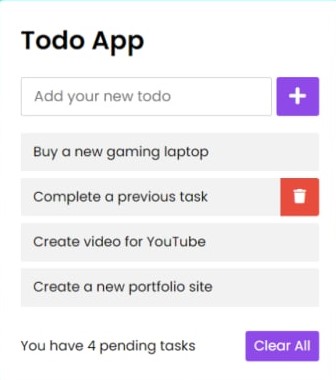 Todo App
Add your new todo
Buy a new gaming laptop
Complete a previous task
Create video for YouTube
Create a new portfolio site
You have 4 pending tasks Clear All